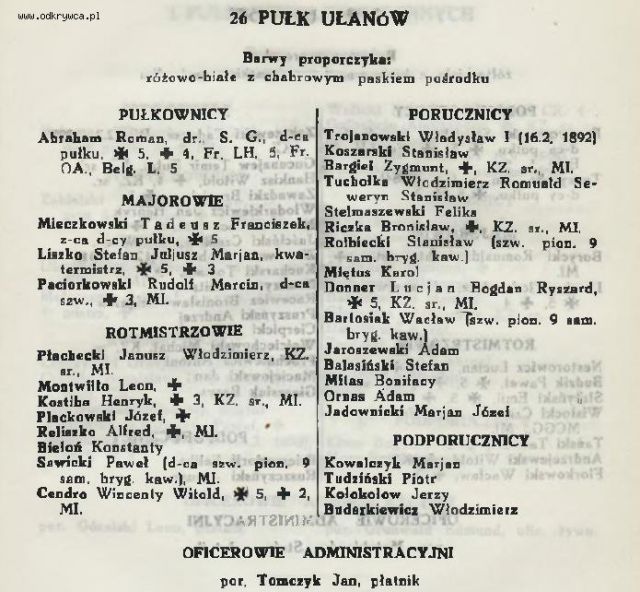 www.odkrywca.pl
26 PUŁK UŁANÓW
Barwy proporczyka:
różowo-białe z chabrowym paskiem pośrodku
PUŁKOWNICY
Abraham Roman, dr., S. G., d-ca
pułku, ✠ 5, ✚ 4, Fr. LH, 5, Fr.
OA., Belg. L, 5
MAJOROWIE
Mieczkowski Tadeusz Franciszek,
z-ca d-cy pułku, ✠ 5
Liszko Stefan Juljusz Marjan, kwa-
termistrz, ✠ 5, ✚ 3
Paciorkowski Rudolf Marcin, d-ca
szw., ✚ 3, MI.
ROTMISTRZOWIE
Płachecki Janusz Włodzimierz, KZ.
sr., MI.
Montwiłło Leon, ✚
Kostiha Henryk, ✚ 3, KZ. sr., MI.
Plackowski Józef, ✚
Reliszko Alfred, ✚, MI.
Bieloń Konstanty
Sawicki Paweł (d-ca szw. pion. 9
sam. bryg. kaw.), MI.
Cendro Wincenty Witold, ✠ 5, ✚ 2,
MI.
PORUCZNICY
Trojanowski Władysław I (16.2. 1892)
Koszarski Stanisław
Bargieł Zygmunt, ✚, KZ. sr., MI.
Tuchołka Włodzimierz Romuald Se-
weryn Stanisław
Stelmaszewski Feliks
Riczka Bronisław, ✚, KZ. sr., MI.
Rolbiecki Stanisław (szw. pion. 9
sam. bryg. kaw.)
Miętus Karol
Donner Lucjan Bogdan Ryszard,
✠ 5, KZ. sr., MI.
Bartosiak Wacław (szw. pion. 9 sam.
bryg. kaw.)
Jaroszewski Adam
Balasiński Stefan
Mitas Bonifacy
Ornas Adam
Jadownicki Marjan Józef
PODPORUCZNICY
Kowalczyk Marjan
Tudziński Piotr
Kolokolow Jerzy
Budarkiewicz Włodzimierz
OFICEROWIE ADMINISTRACYJNI
por. Tomczyk Jan, płatnik